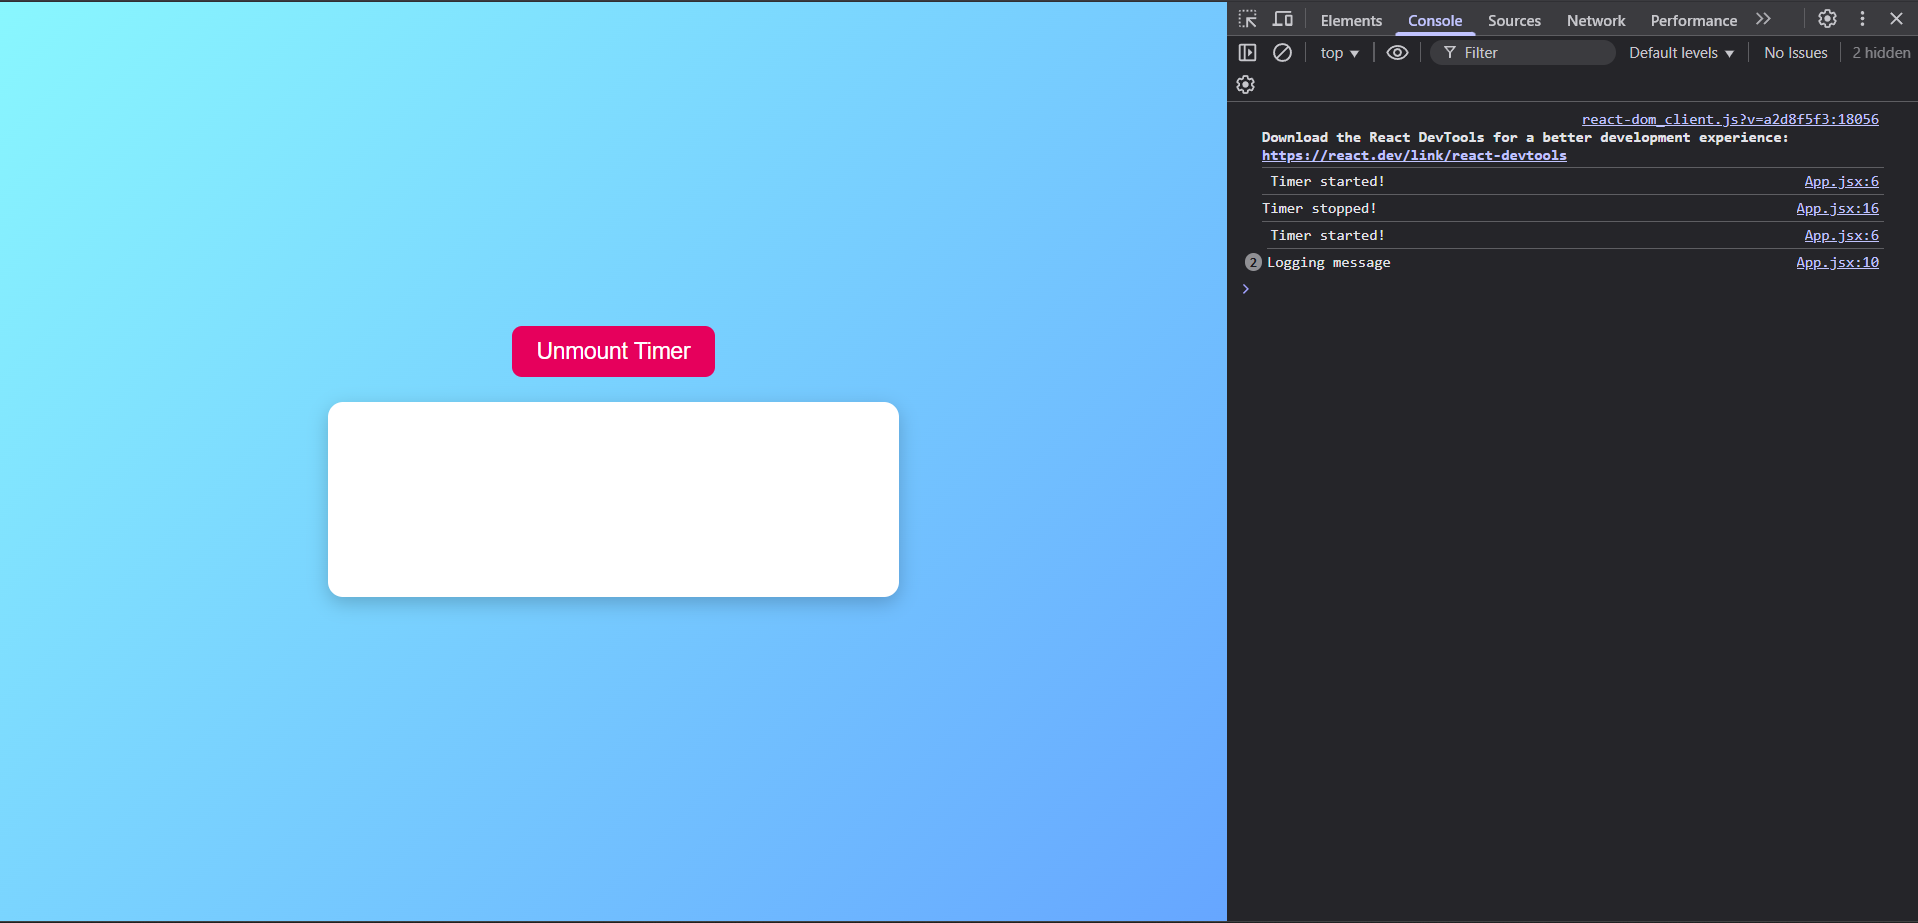 Unmount Timer
Elements Console Sources Network Performance
top Filter Default levels No Issues 2 hidden
react-dom_client.js?v=a2d8f5f3:18056
Download the React DevTools for a better development experience:
https://react.dev/link/react-devtools
Timer started! App.jsx:6
Timer stopped! App.jsx:16
Timer started! App.jsx:6
2 Logging message App.jsx:10